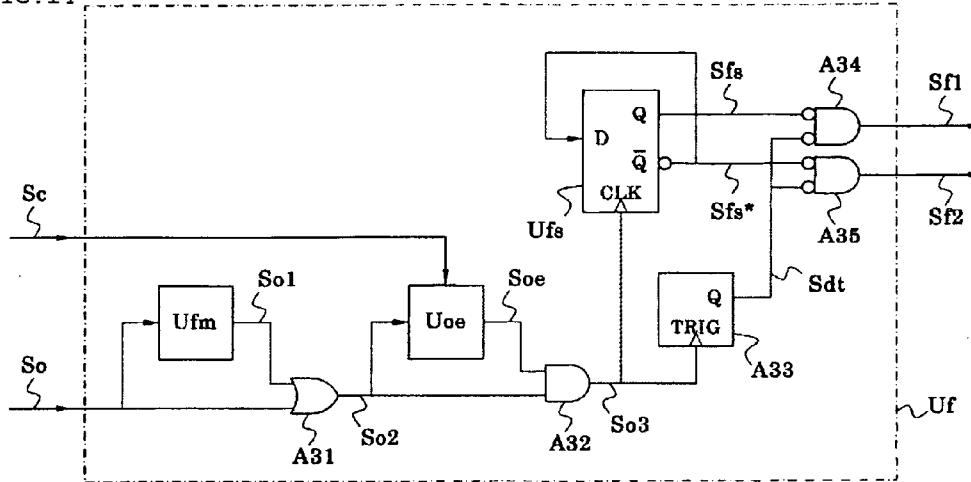 Sfs
A34
Sf1
Q
D
Q
CLK
Sf2
Sc
Ufs
Sfs*
A35
So1
Soe
Sdt
Ufm
Uoe
Q
TRIG
A33
So
A31
So2
A32
So3
Uf